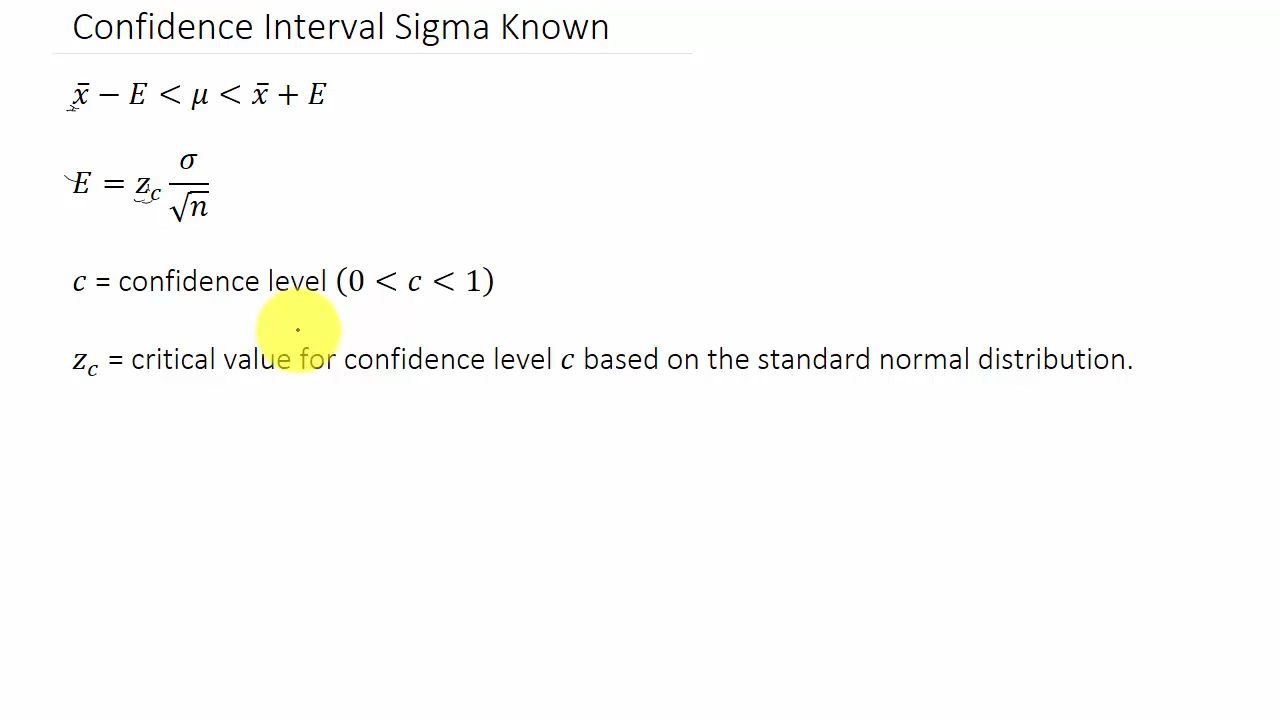 Confidence Interval Sigma Known
x̄ − E < μ < x̄ + E
E = z_c σ/√n
c = confidence level (0 < c < 1)
z_c = critical value for confidence level c based on the standard normal distribution.